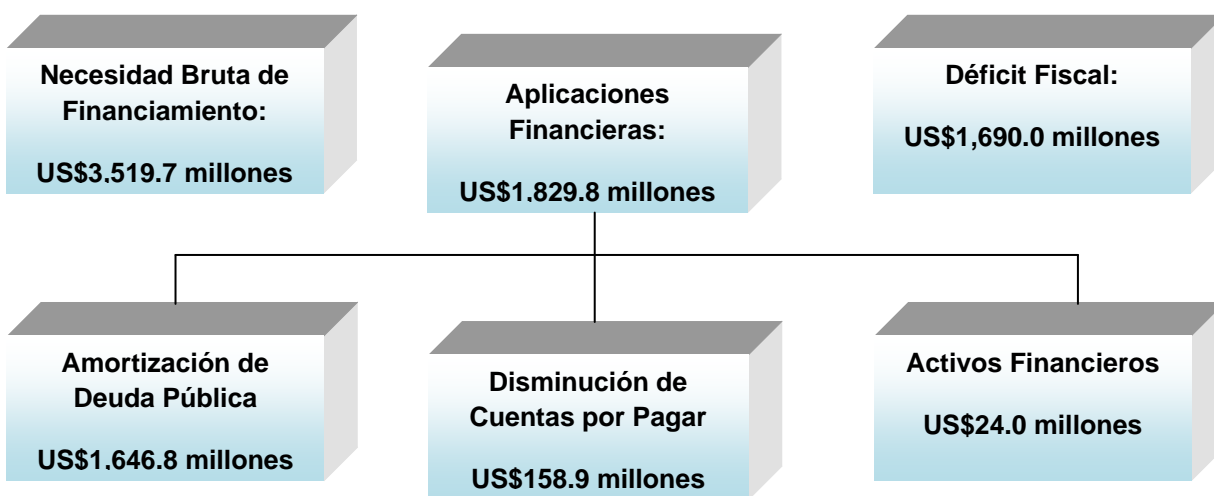 Necesidad Bruta de
Financiamiento:
US$3,519.7 millones
Aplicaciones
Financieras:
US$1,829.8 millones
Déficit Fiscal:
US$1,690.0 millones
Amortización de
Deuda Pública
US$1,646.8 millones
Disminución de
Cuentas por Pagar
US$158.9 millones
Activos Financieros
US$24.0 millones